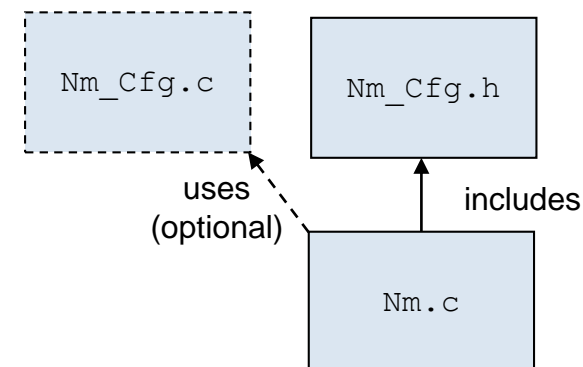 Nm_Cfg.c
Nm_Cfg.h
uses
(optional)
includes
Nm.c